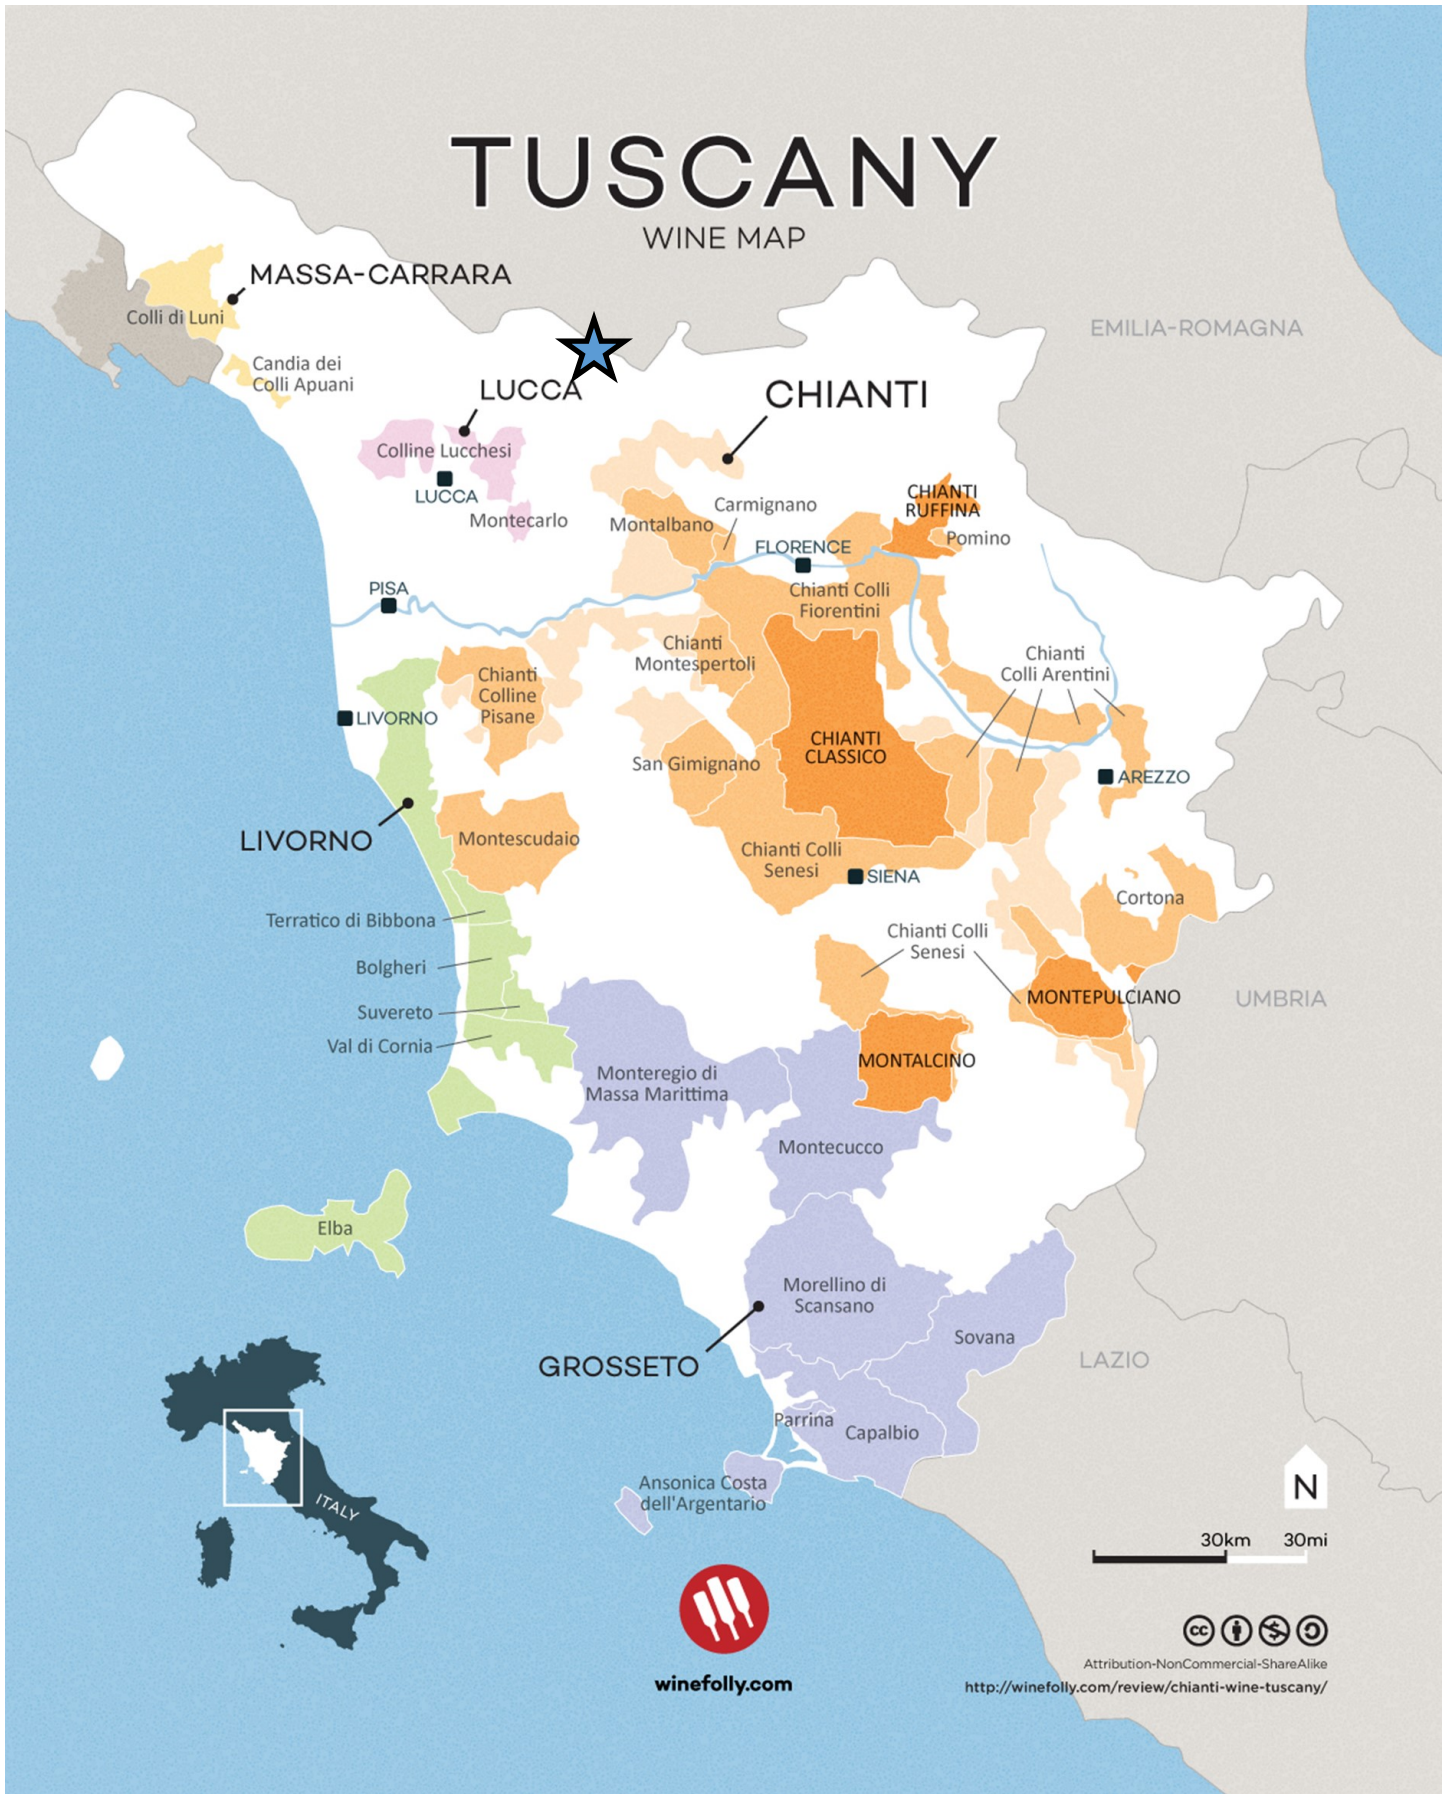 TUSCANY
WINE MAP
MASSA-CARRARA
Colli di Luni
EMILIA-ROMAGNA
Candia dei
Colli Apuani
LUCCA
CHIANTI
Colline Lucchesi
LUCCA
Montecarlo
CHIANTI
RUFFINA
Carmignano
Montalbano
Pomino
FLORENCE
PISA
Chianti Colli
Fiorentini
Chianti
Montespertoli
Chianti
Colli Arentini
Chianti
Colline
Pisane
LIVORNO
CHIANTI
CLASSICO
San Gimignano
AREZZO
LIVORNO
Montescudaio
Chianti Colli
Senesi
SIENA
Cortona
Terratico di Bibbona
Chianti Colli
Senesi
Bolgheri
MONTEPULCIANO
UMBRIA
Suvereto
Val di Cornia
MONTALCINO
Monteregio di
Massa Marittima
Montecucco
Elba
Morellino di
Scansano
Sovana
GROSSETO
LAZIO
Parrina
Capalbio
Ansonica Costa
dell'Argentario
ITALY
N
30km 30mi
winefolly.com
cc
Attribution-NonCommercial-ShareAlike
http://winefolly.com/review/chianti-wine-tuscany/